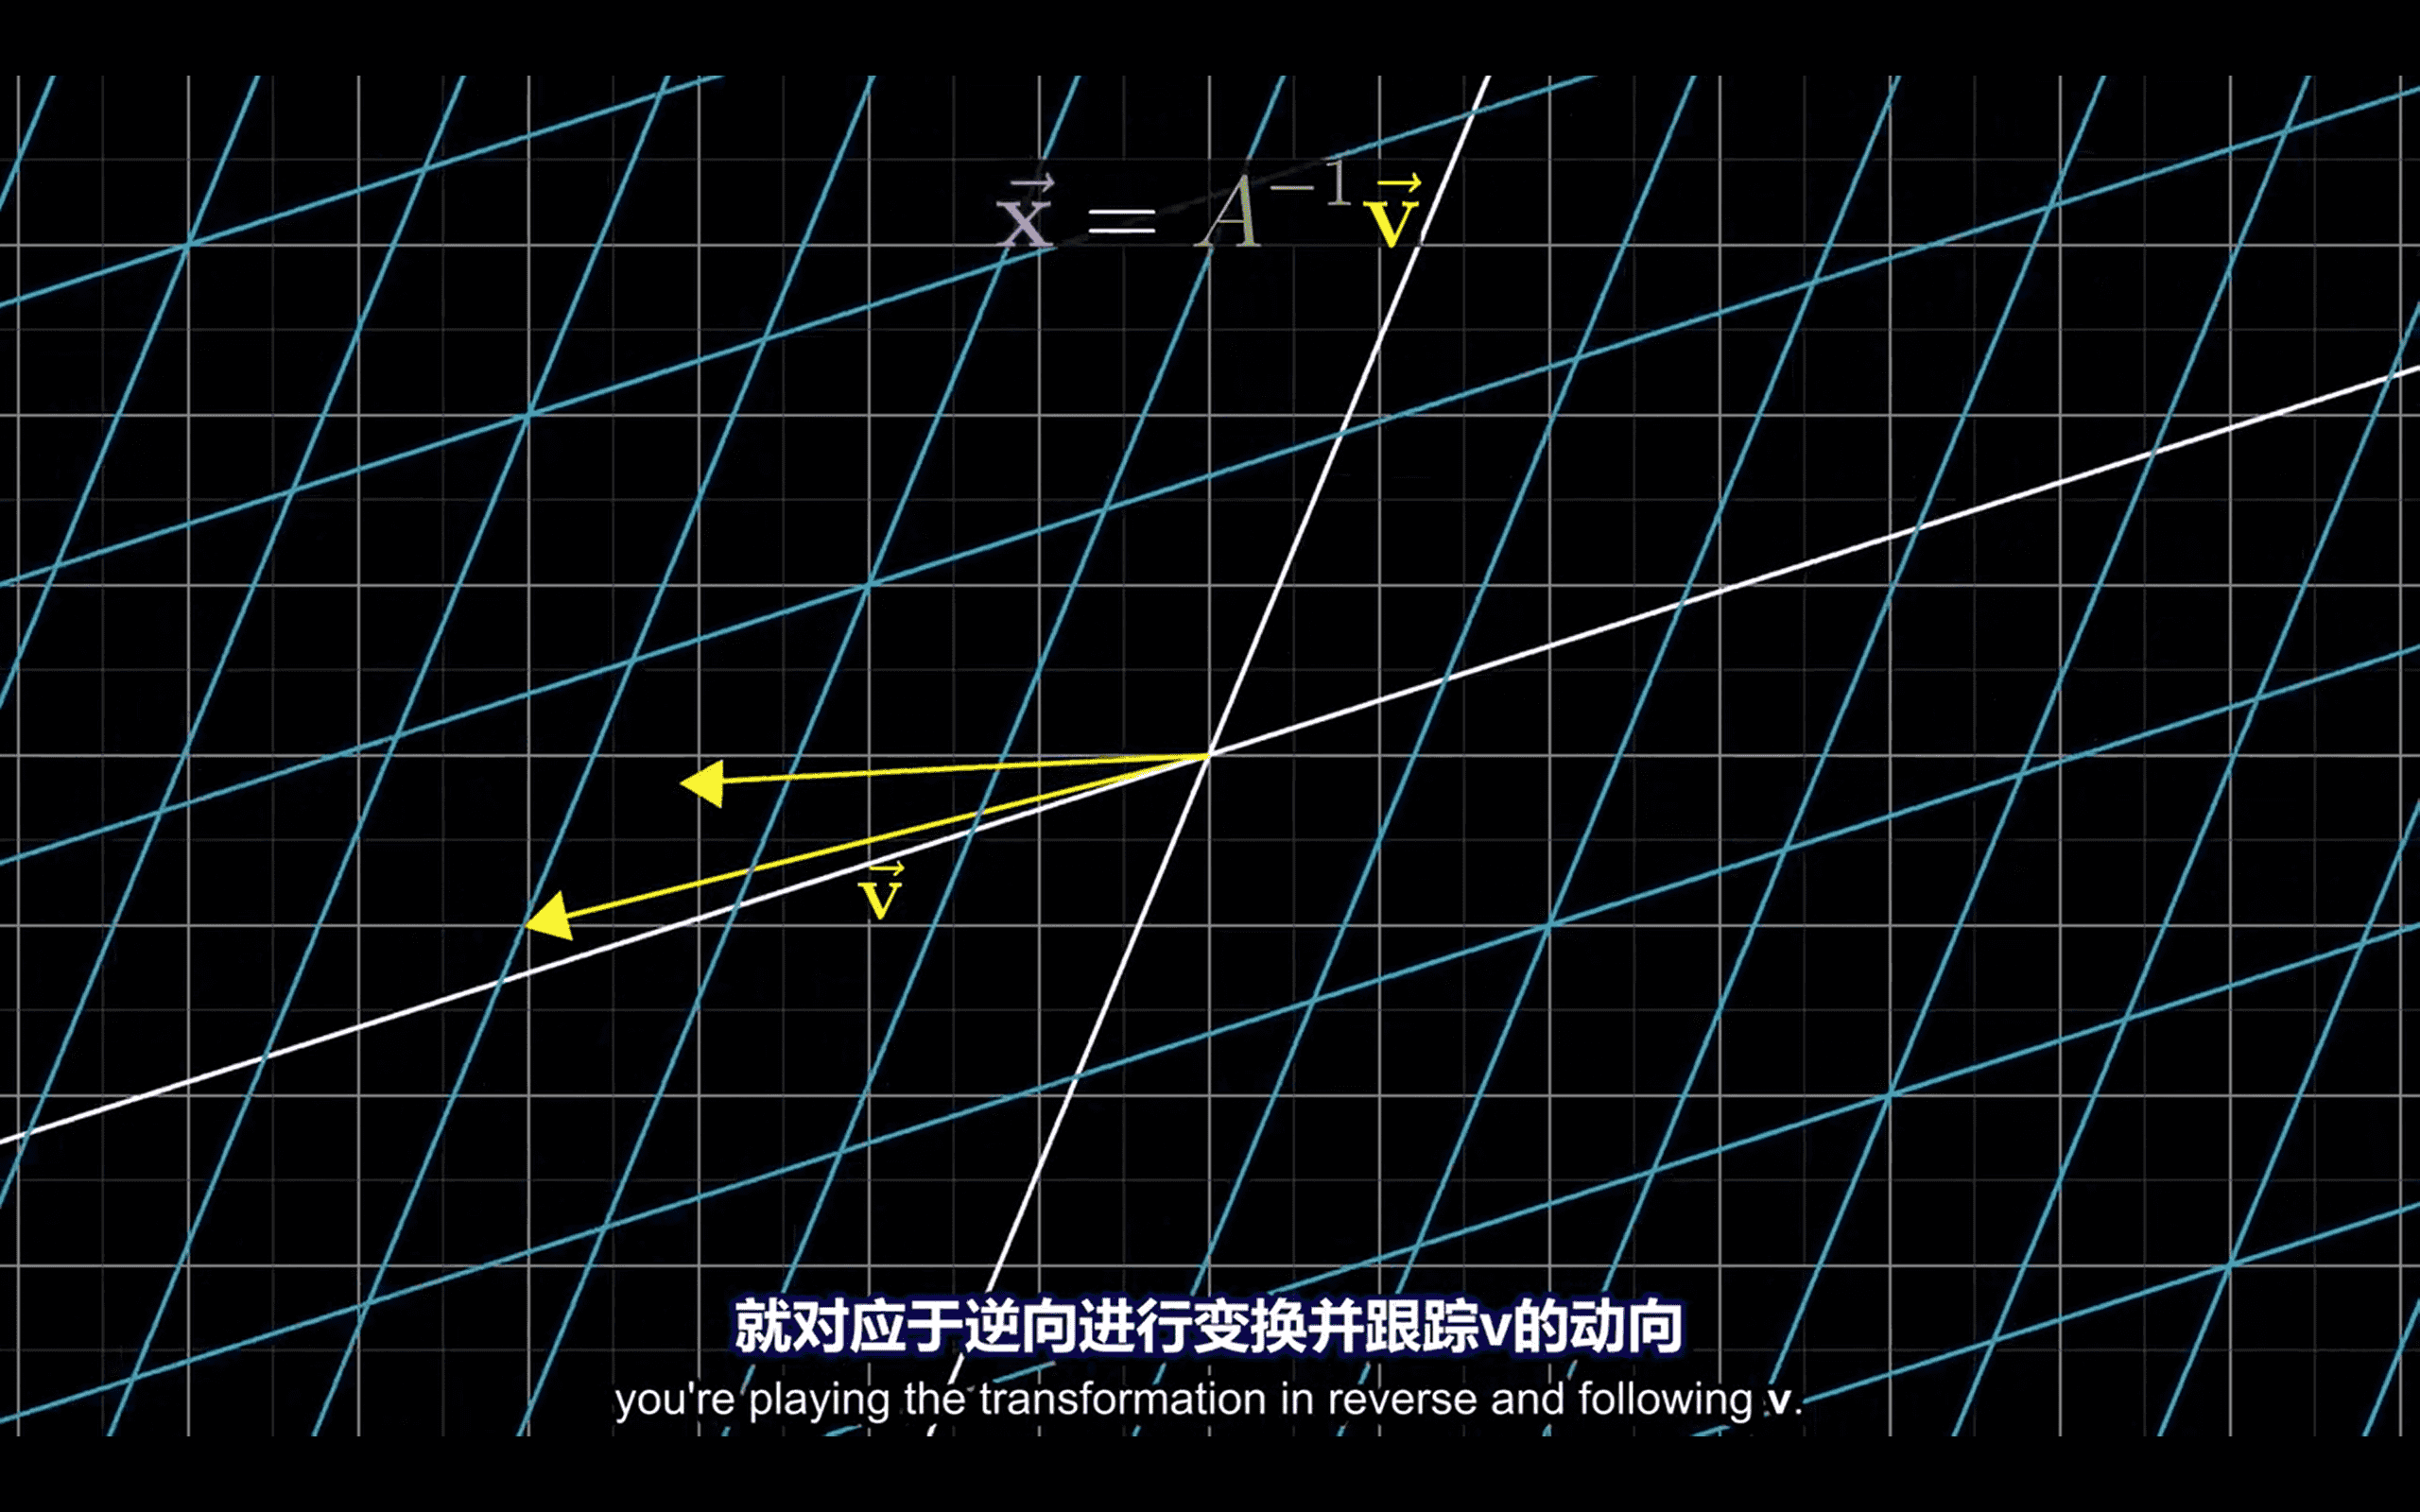 x⃗ = A⁻¹v⃗
v⃗
就对应于逆向进行变换并跟踪v的动向
you're playing the transformation in reverse and following v.